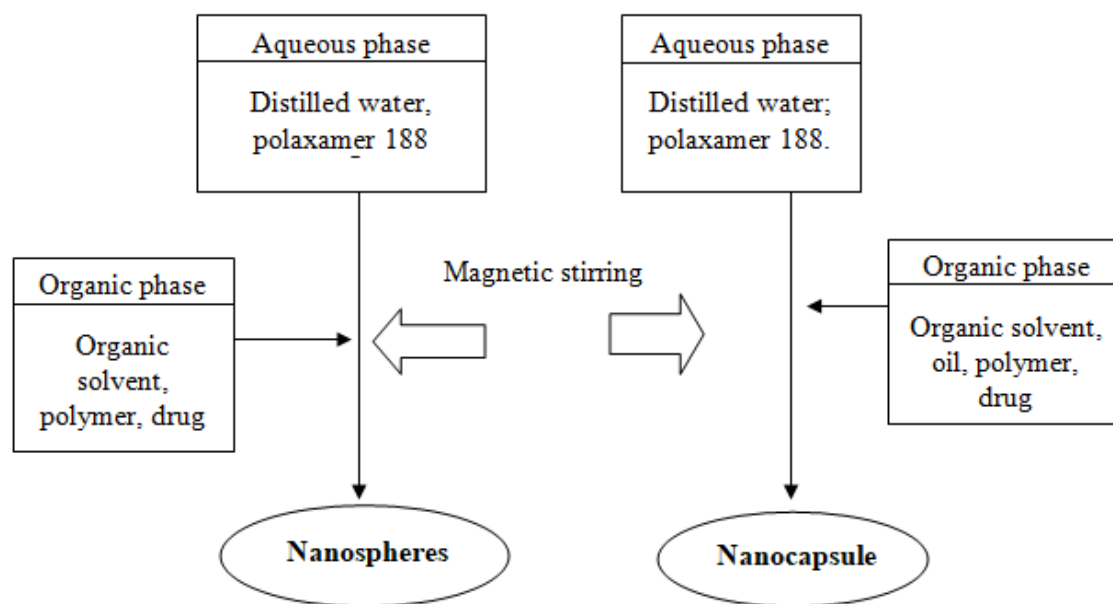 Aqueous phase
Distilled water,
polaxamer 188
Aqueous phase
Distilled water;
polaxamer 188.
Organic phase
Organic
solvent,
polymer, drug
Magnetic stirring
Organic phase
Organic solvent,
oil, polymer,
drug
Nanospheres
Nanocapsule